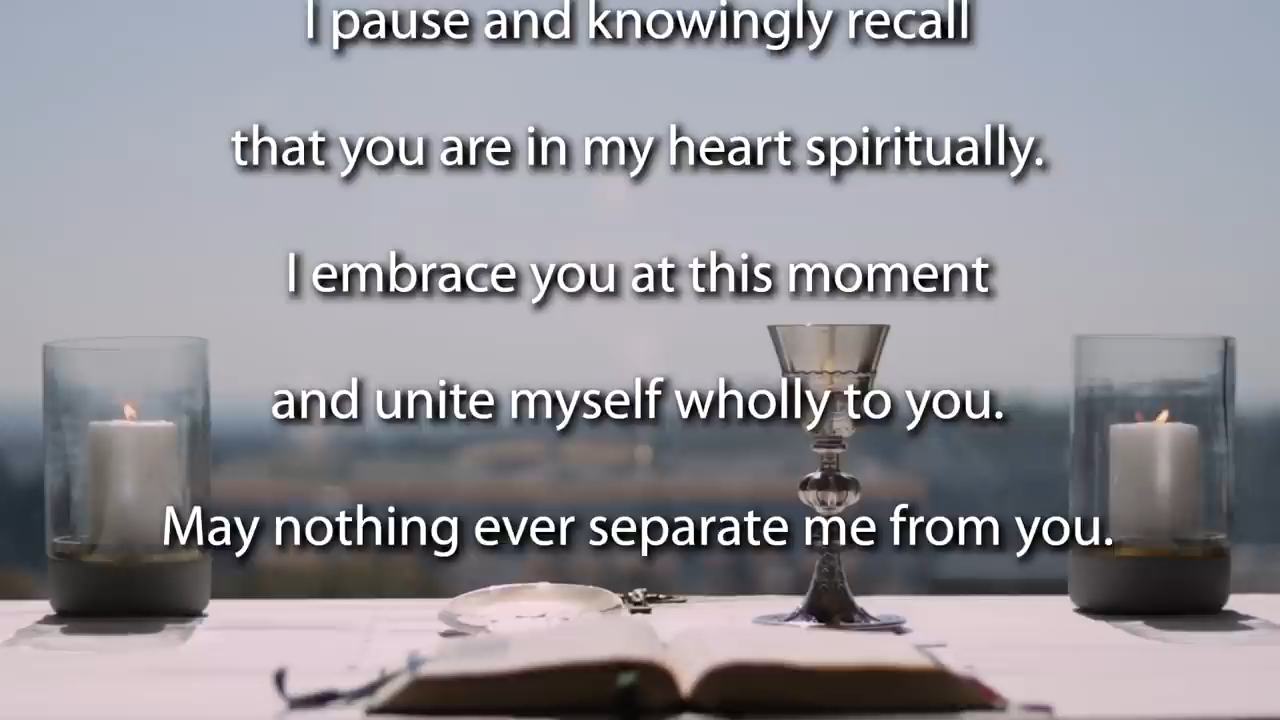 I pause and knowingly recall
that you are in my heart spiritually.
I embrace you at this moment
and unite myself wholly to you.
May nothing ever separate me from you.